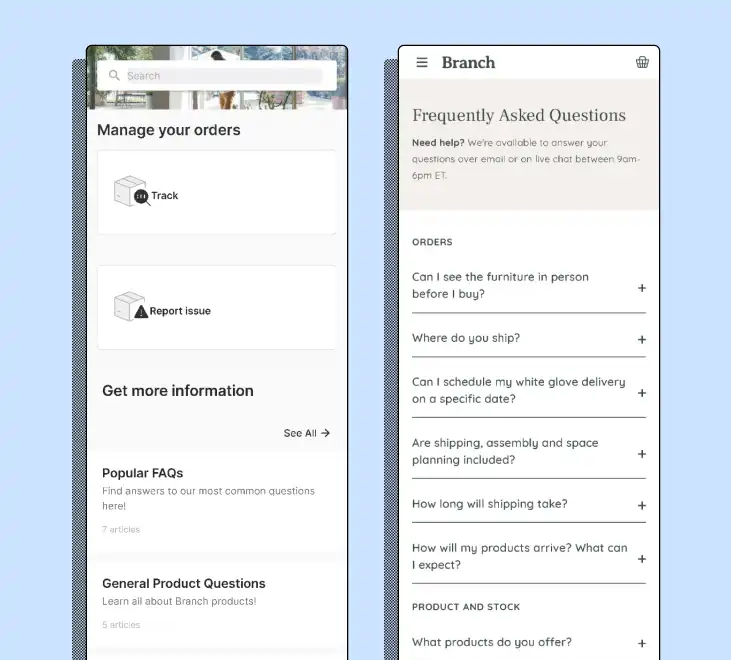 Search
Manage your orders
Track
Report issue
Get more information
See All →
Popular FAQs
Find answers to our most common questions
here!
7 articles
General Product Questions
Learn all about Branch products!
5 articles
Branch
Frequently Asked Questions
Need help? We're available to answer your
questions over email or on live chat between 9am-
6pm ET.
ORDERS
Can I see the furniture in person
before I buy?
+
Where do you ship?
+
Can I schedule my white glove delivery
on a specific date?
+
Are shipping, assembly and space
planning included?
+
How long will shipping take?
+
How will my products arrive? What can
I expect?
+
PRODUCT AND STOCK
What products do you offer?
+